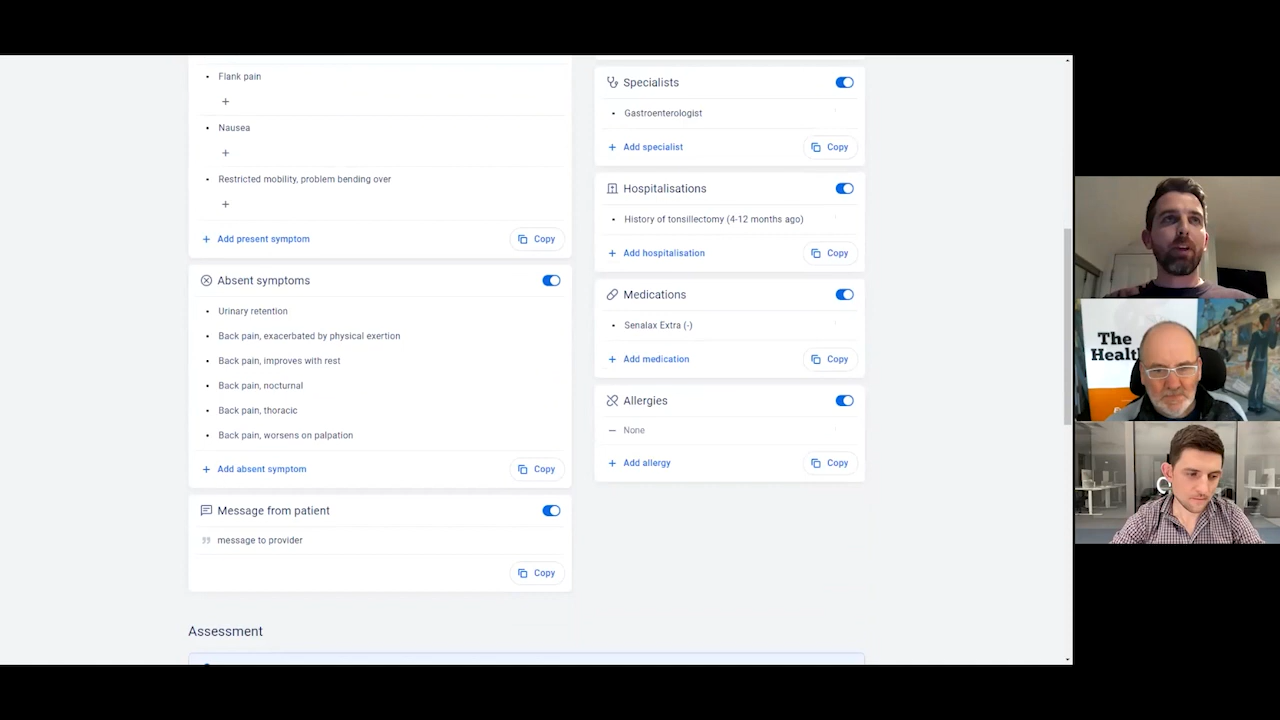 Flank pain
+
Nausea
+
Restricted mobility, problem bending over
+
+ Add present symptom
Copy
Absent symptoms
Urinary retention
Back pain, exacerbated by physical exertion
Back pain, improves with rest
Back pain, nocturnal
Back pain, thoracic
Back pain, worsens on palpation
+ Add absent symptom
Copy
Message from patient
message to provider
Copy
Assessment
Specialists
Gastroenterologist
+ Add specialist
Copy
Hospitalisations
History of tonsillectomy (4-12 months ago)
+ Add hospitalisation
Copy
Medications
Senalax Extra (-)
+ Add medication
Copy
Allergies
None
+ Add allergy
Copy
The
Health